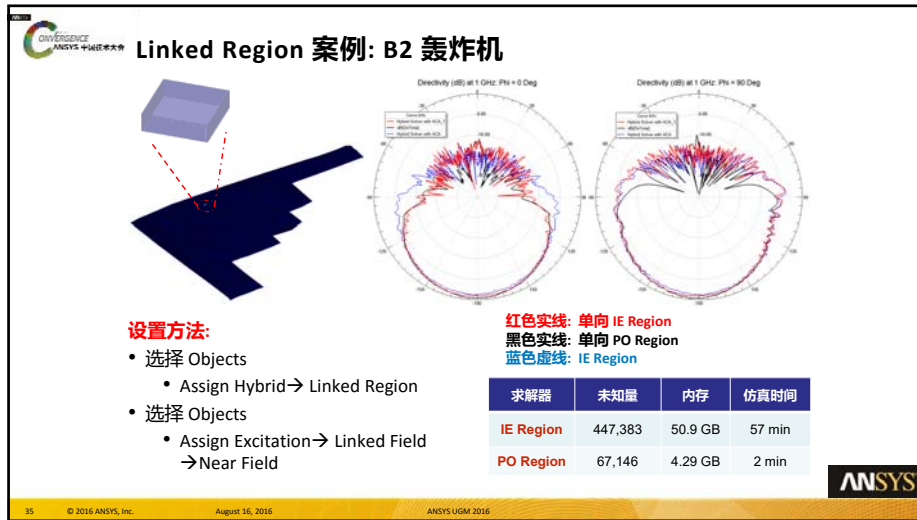 ANSYS
CONVERGENCE
ANSYS 中国技术大会
Linked Region 案例: B2 轰炸机
Directivity (dB) at 1 GHz: Phi = 0 Deg
Directivity (dB) at 1 GHz: Phi = 90 Deg
设置方法:
• 选择 Objects
• Assign Hybrid→ Linked Region
• 选择 Objects
• Assign Excitation→ Linked Field
→Near Field
红色实线: 单向 IE Region
黑色实线: 单向 PO Region
蓝色虚线: IE Region
求解器 未知量 内存 仿真时间
IE Region 447,383 50.9 GB 57 min
PO Region 67,146 4.29 GB 2 min
ANSYS
35 © 2016 ANSYS, Inc. August 16, 2016 ANSYS UGM 2016